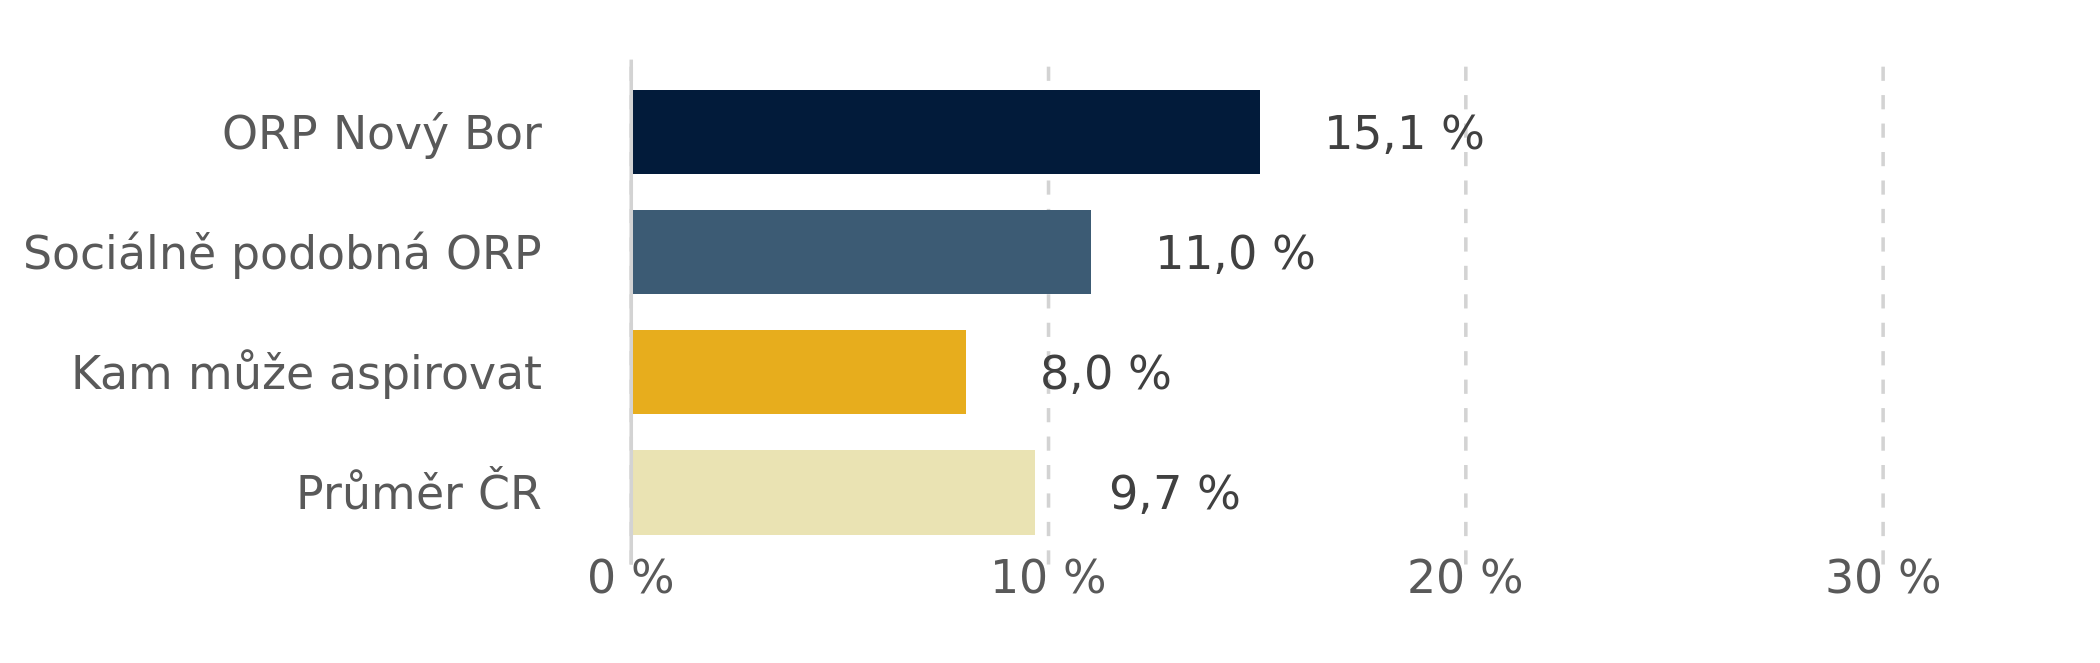 ORP Nový Bor 15,1 %
Sociálně podobná ORP 11,0 %
Kam může aspirovat 8,0 %
Průměr ČR 9,7 %
0 % 10 % 20 % 30 %